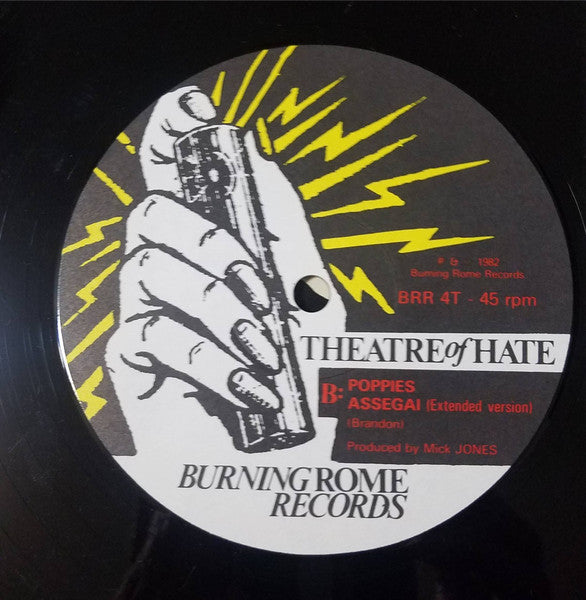 ℗ & © 1982
Burning Rome Records
BRR 4T - 45 rpm
THEATRE of HATE
B: POPPIES
ASSEGAI (Extended version)
(Brandon)
Produced by Mick JONES
BURNING ROME
RECORDS